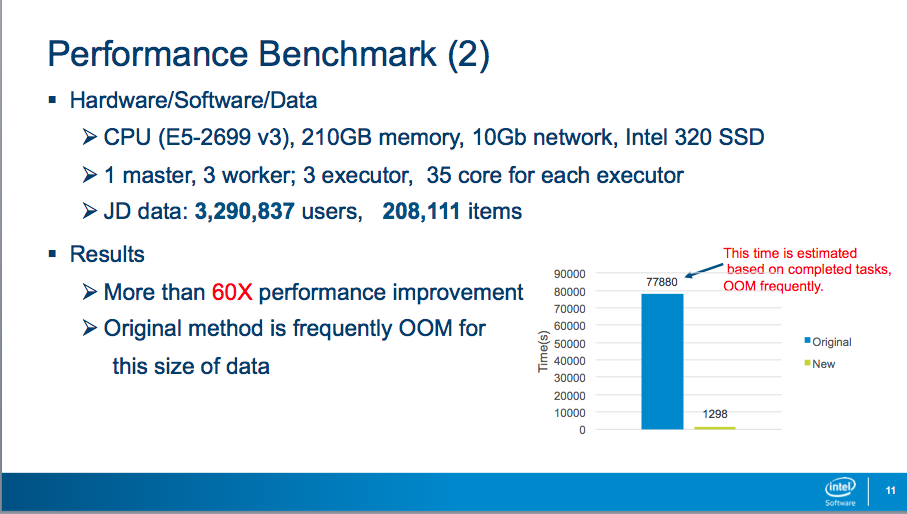 Performance Benchmark (2)
▪ Hardware/Software/Data
➢ CPU (E5-2699 v3), 210GB memory, 10Gb network, Intel 320 SSD
➢ 1 master, 3 worker; 3 executor, 35 core for each executor
➢ JD data: 3,290,837 users, 208,111 items
▪ Results
➢ More than 60X performance improvement
➢ Original method is frequently OOM for
this size of data
This time is estimated
based on completed tasks,
OOM frequently.
Time(s)
90000
80000
70000
60000
50000
40000
30000
20000
10000
0
77880
1298
Original
New
intel
Software
11